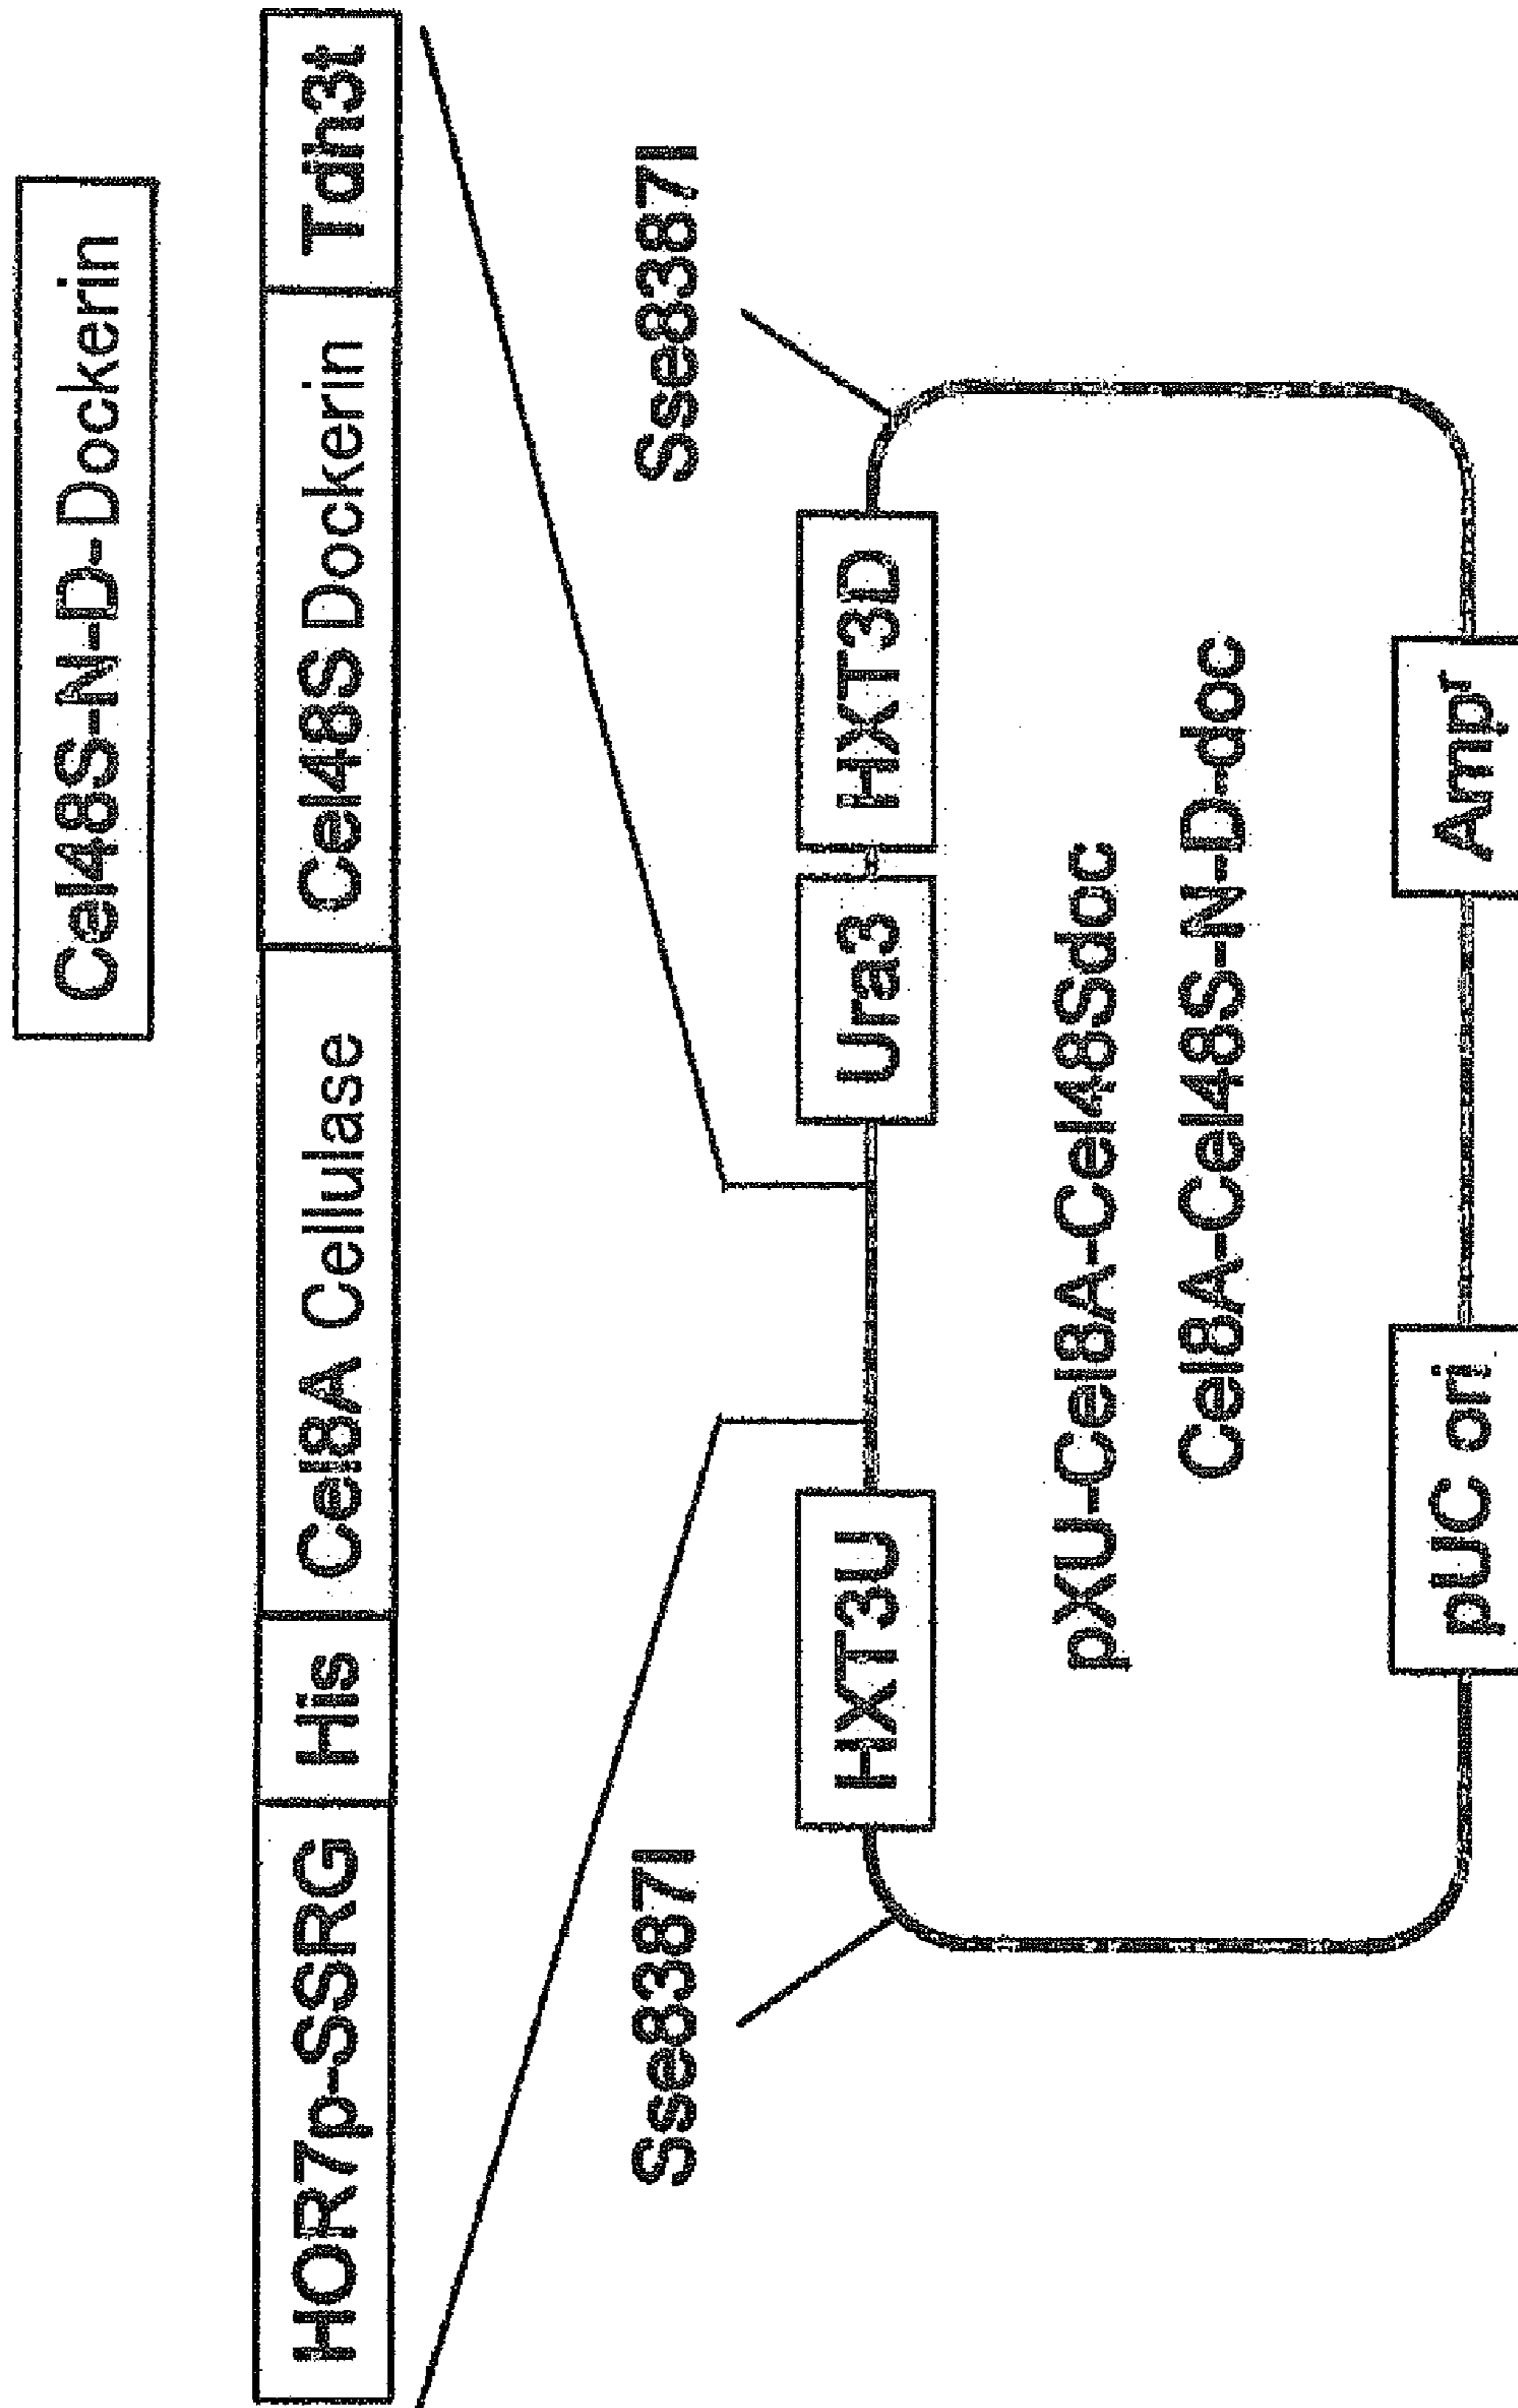 Cel48S-N-D-Dockerin
HOR7p-SSRG His Cel8A Cellulase Cel48S Dockerin Tdh3t
Sse8387I Sse8387I
HXT3U Ura3 HXT3D
pXU-Cel8A-Cel48Sdoc
Cel8A-Cel48S-N-D-doc
pUC ori Ampʳ